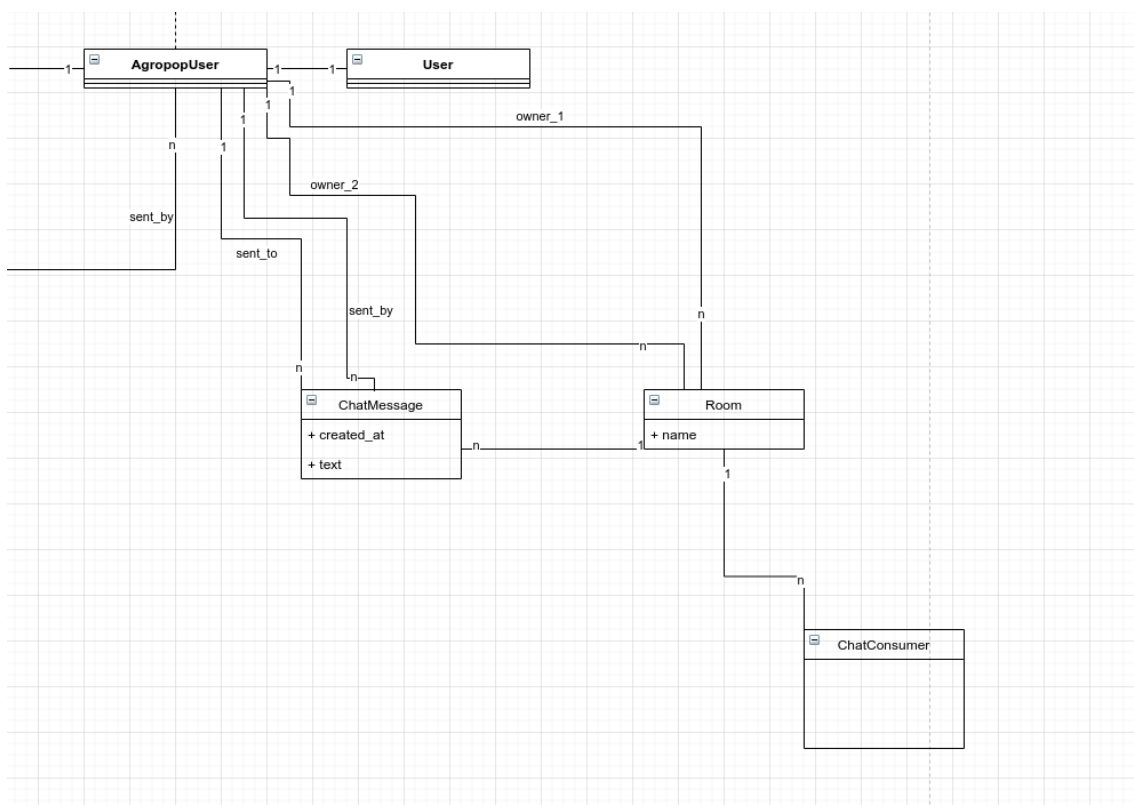 AgropopUser
User
1
1
1
1
owner_1
1
1
1
n
owner_2
sent_by
sent_to
sent_by
n
n
n
n
ChatMessage
Room
+ created_at
+ name
n
1
+ text
1
n
ChatConsumer